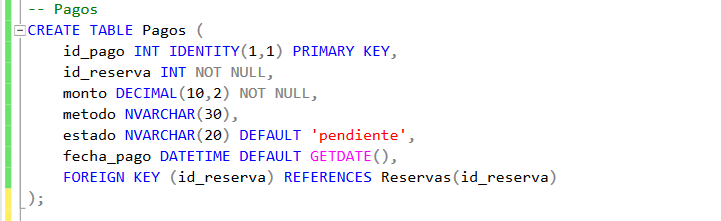 -- Pagos
CREATE TABLE Pagos (
id_pago INT IDENTITY(1,1) PRIMARY KEY,
id_reserva INT NOT NULL,
monto DECIMAL(10,2) NOT NULL,
metodo NVARCHAR(30),
estado NVARCHAR(20) DEFAULT 'pendiente',
fecha_pago DATETIME DEFAULT GETDATE(),
FOREIGN KEY (id_reserva) REFERENCES Reservas(id_reserva)
);